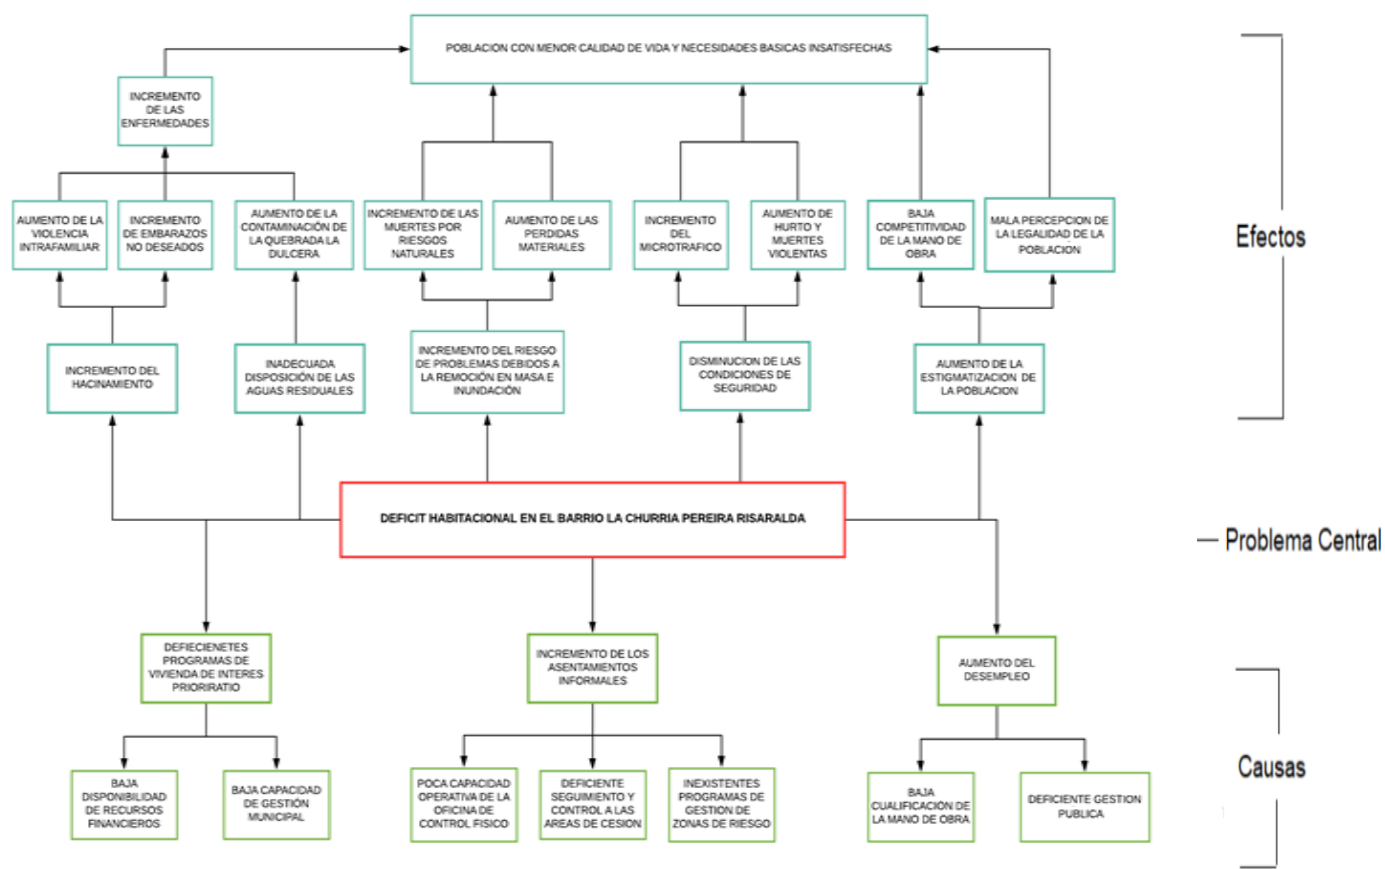 POBLACION CON MENOR CALIDAD DE VIDA Y NECESIDADES BASICAS INSATISFECHAS
INCREMENTO
DE LAS
ENFERMEDADES
AUMENTO DE LA
VIOLENCIA
INTRAFAMILIAR
INCREMENTO
DE EMBARAZOS
NO DESEADOS
AUMENTO DE LA
CONTAMINACIÓN DE
LA QUEBRADA LA
DULCERA
INCREMENTO DE LAS
MUERTES POR
RIESGOS
NATURALES
AUMENTO DE LAS
PERDIDAS
MATERIALES
INCREMENTO
DEL
MICROTRAFICO
AUMENTO DE
HURTO Y
MUERTES
VIOLENTAS
BAJA
COMPETITIVIDAD
DE LA MANO DE
OBRA
MALA PERCEPCION DE
LA LEGALIDAD DE LA
POBLACION
Efectos
INCREMENTO DEL
HACINAMIENTO
INADECUADA
DISPOSICIÓN DE LAS
AGUAS RESIDUALES
INCREMENTO DEL RIESGO
DE PROBLEMAS DEBIDOS A
LA REMOCIÓN EN MASA E
INUNDACIÓN
DISMINUCION DE LAS
CONDICIONES DE
SEGURIDAD
AUMENTO DE LA
ESTIGMATIZACION DE
LA POBLACION
DEFICIT HABITACIONAL EN EL BARRIO LA CHURRIA PEREIRA RISARALDA
Problema Central
DEFIECIENETES
PROGRAMAS DE
VIVIENDA DE INTERES
PRIORIRATIO
INCREMENTO DE LOS
ASENTAMIENTOS
INFORMALES
AUMENTO DEL
DESEMPLEO
BAJA
DISPONIBILIDAD
DE RECURSOS
FINANCIEROS
BAJA CAPACIDAD
DE GESTIÓN
MUNICIPAL
POCA CAPACIDAD
OPERATIVA DE LA
OFICINA DE
CONTROL FISICO
DEFICIENTE
SEGUIMIENTO Y
CONTROL A LAS
AREAS DE CESION
INEXISTENTES
PROGRAMAS DE
GESTION DE
ZONAS DE RIESGO
BAJA
CUALIFICACIÓN DE
LA MANO DE OBRA
DEFICIENTE GESTION
PUBLICA
Causas